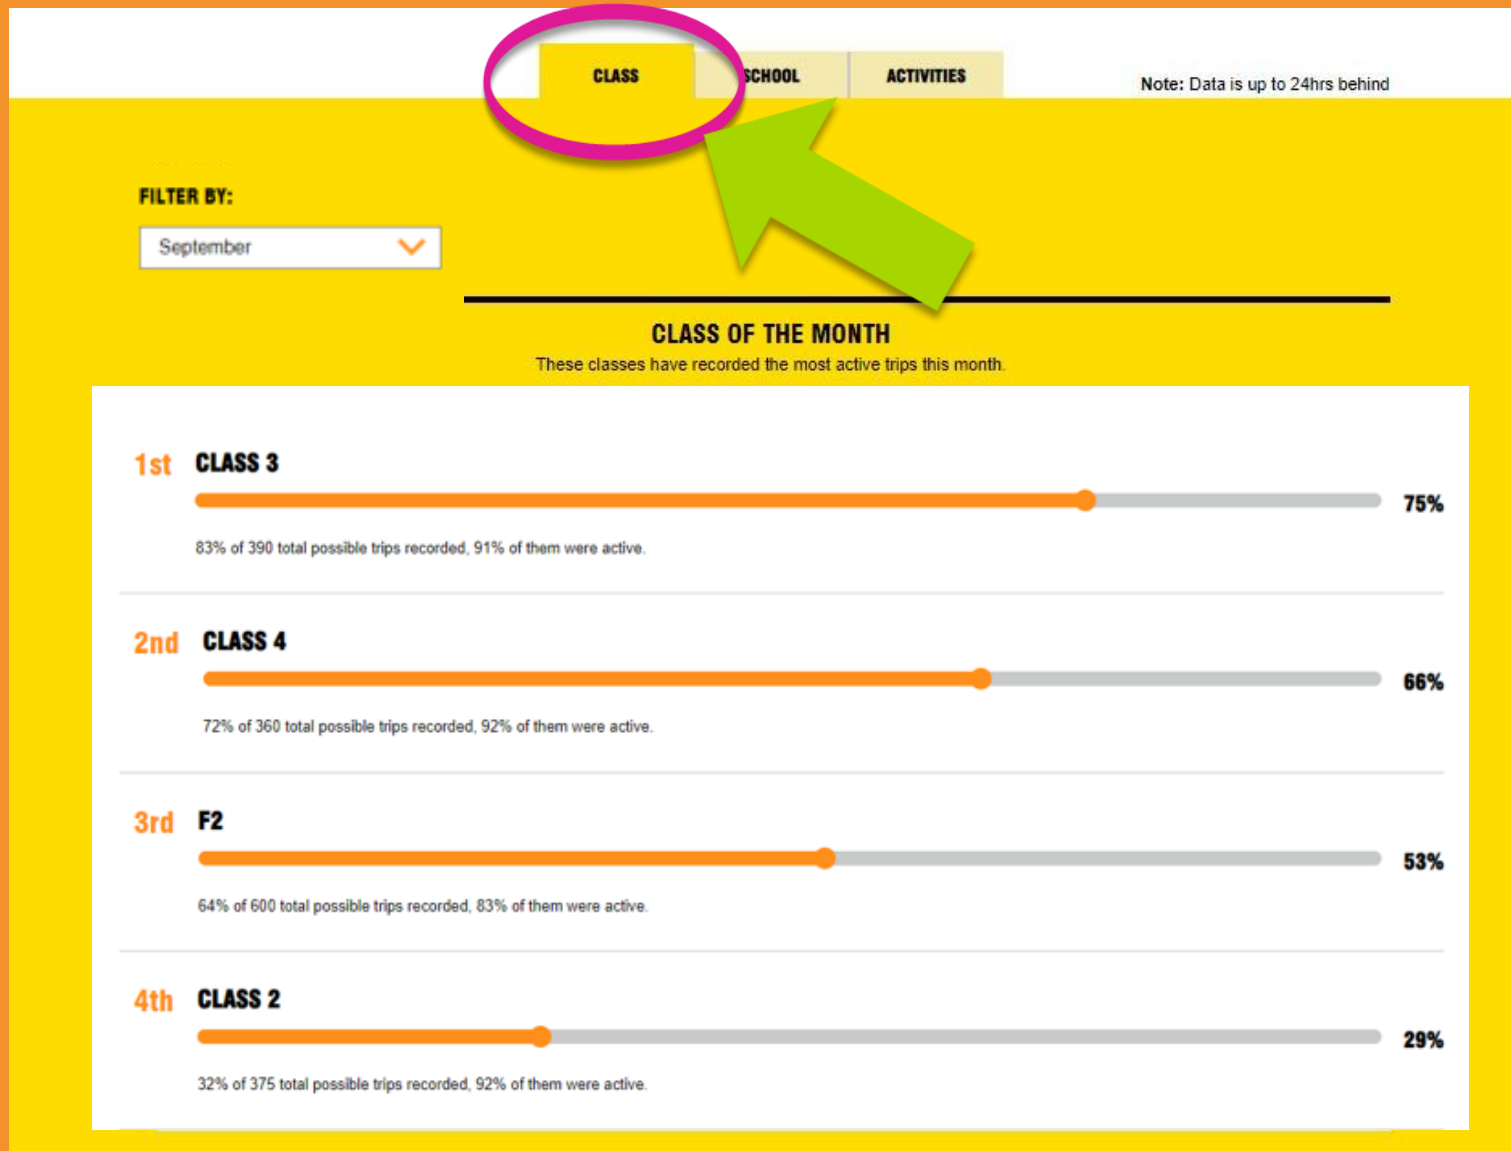 CLASS
SCHOOL
ACTIVITIES
Note: Data is up to 24hrs behind
FILTER BY:
September
CLASS OF THE MONTH
These classes have recorded the most active trips this month.
1st CLASS 3
75%
83% of 390 total possible trips recorded, 91% of them were active.
2nd CLASS 4
66%
72% of 360 total possible trips recorded, 92% of them were active.
3rd F2
53%
64% of 600 total possible trips recorded, 83% of them were active.
4th CLASS 2
29%
32% of 375 total possible trips recorded, 92% of them were active.